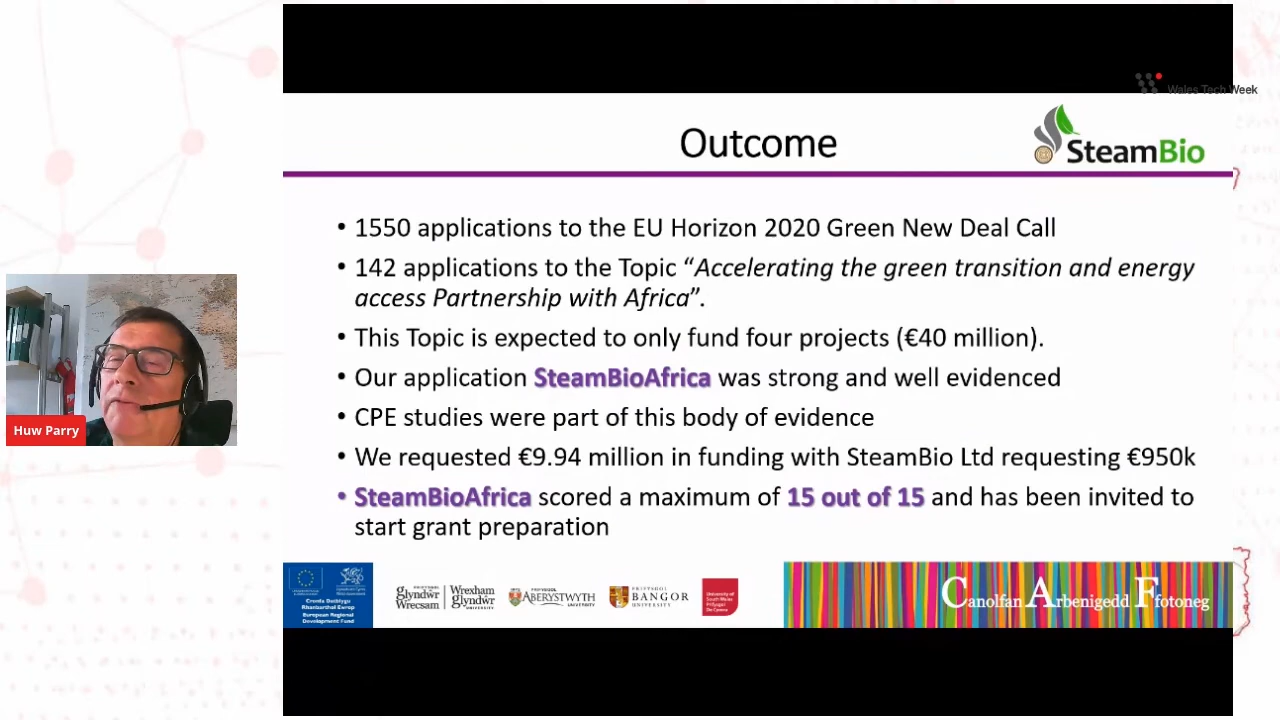 Wales Tech Week
Outcome
SteamBio
• 1550 applications to the EU Horizon 2020 Green New Deal Call
• 142 applications to the Topic “Accelerating the green transition and energy
access Partnership with Africa”.
• This Topic is expected to only fund four projects (€40 million).
• Our application SteamBioAfrica was strong and well evidenced
• CPE studies were part of this body of evidence
• We requested €9.94 million in funding with SteamBio Ltd requesting €950k
• SteamBioAfrica scored a maximum of 15 out of 15 and has been invited to
start grant preparation
Huw Parry
Cronfa Datblygu
Rhanbarthol Ewrop
European Regional
Development Fund
glyndŵr
Wrecsam
Wrexham
glyndŵr
UNIVERSITY
PRIFYSGOL
ABERYSTWYTH
UNIVERSITY
PRIFYSGOL
BANGOR
UNIVERSITY
University of
South Wales
Prifysgol
De Cymru
Canolfan Arbenigedd Ffotoneg